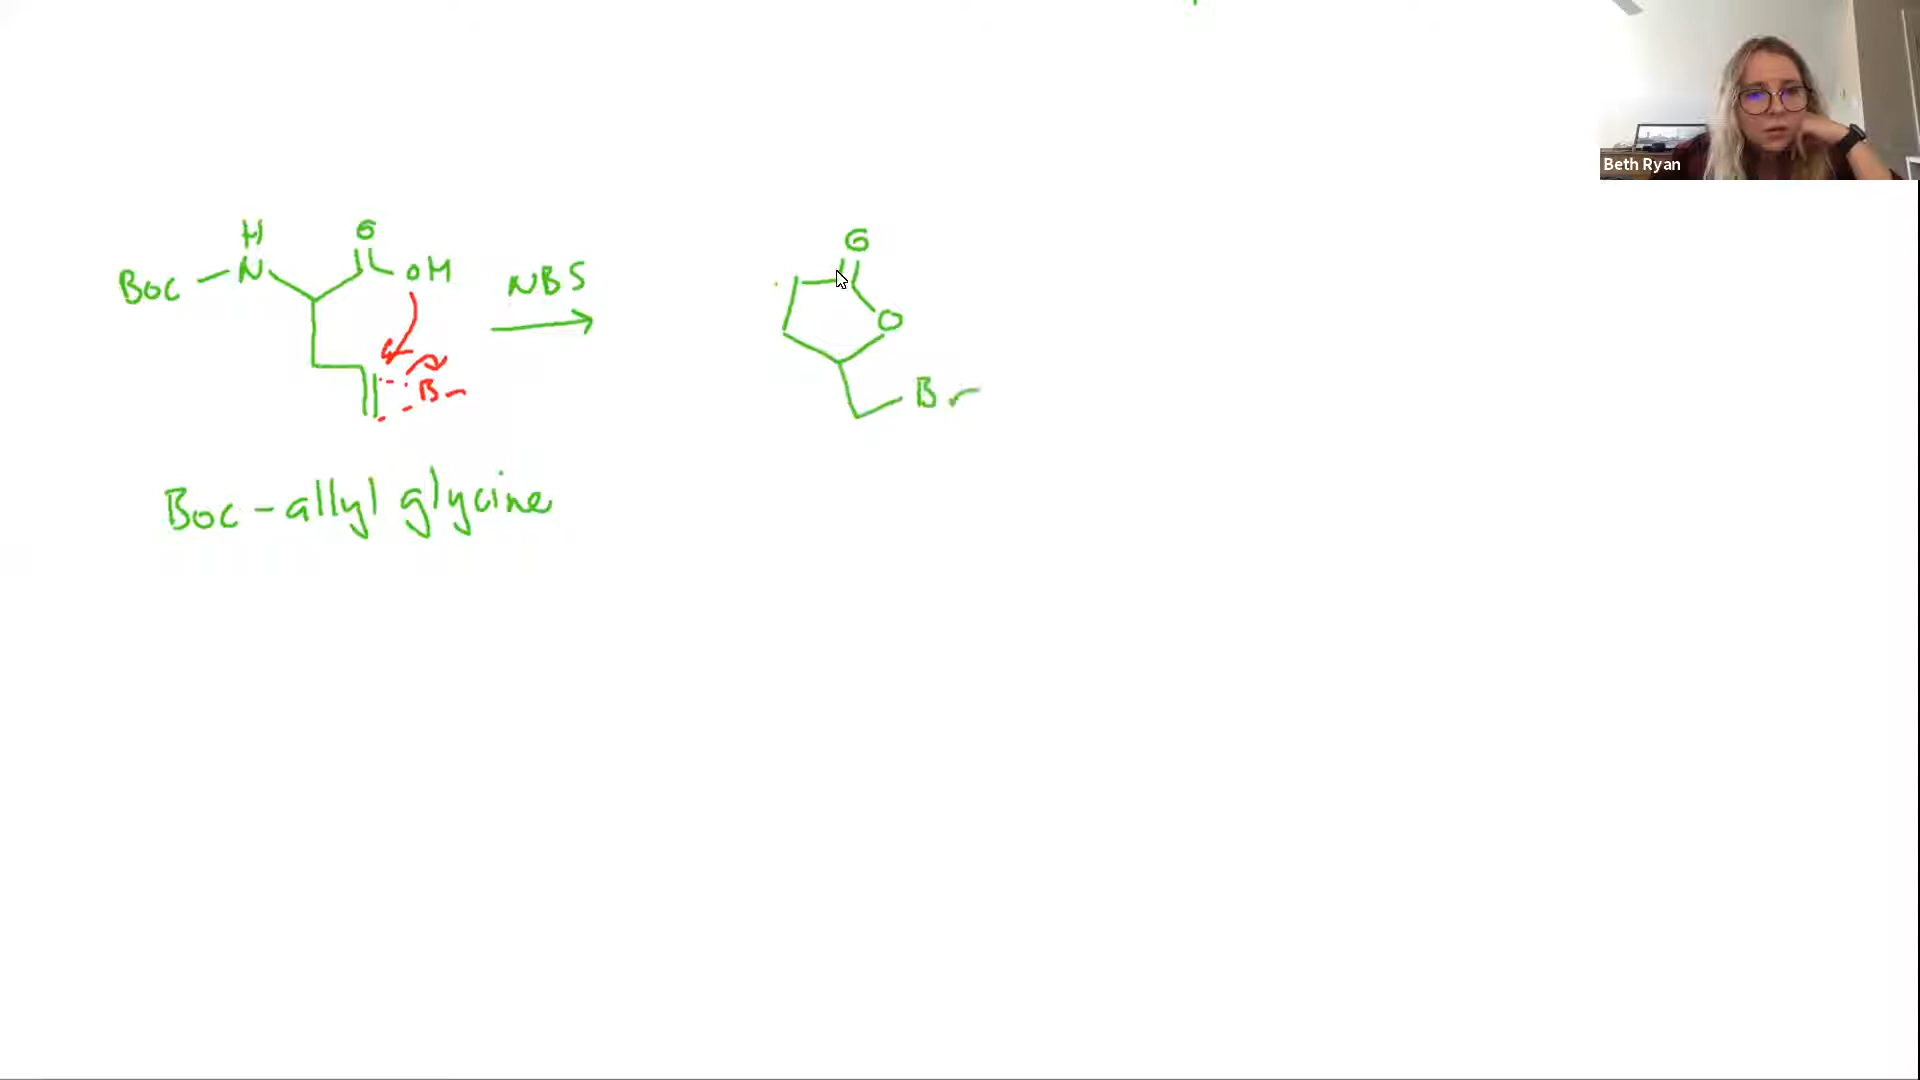 Beth Ryan
H
O
Boc-N
OH
NBS
Br
O
O
Br
Boc-allyl glycine